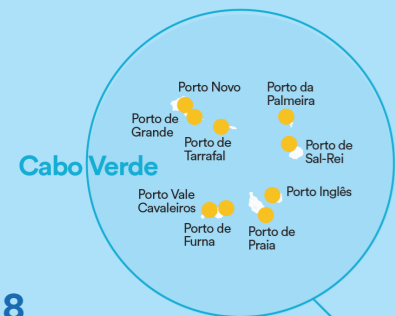 Porto Novo
Porto da
Palmeira
Porto de
Grande
Porto de
Tarrafal
Porto de
Sal-Rei
Cabo Verde
Porto Vale
Cavaleiros
Porto Inglês
Porto de
Furna
Porto de
Praia
8